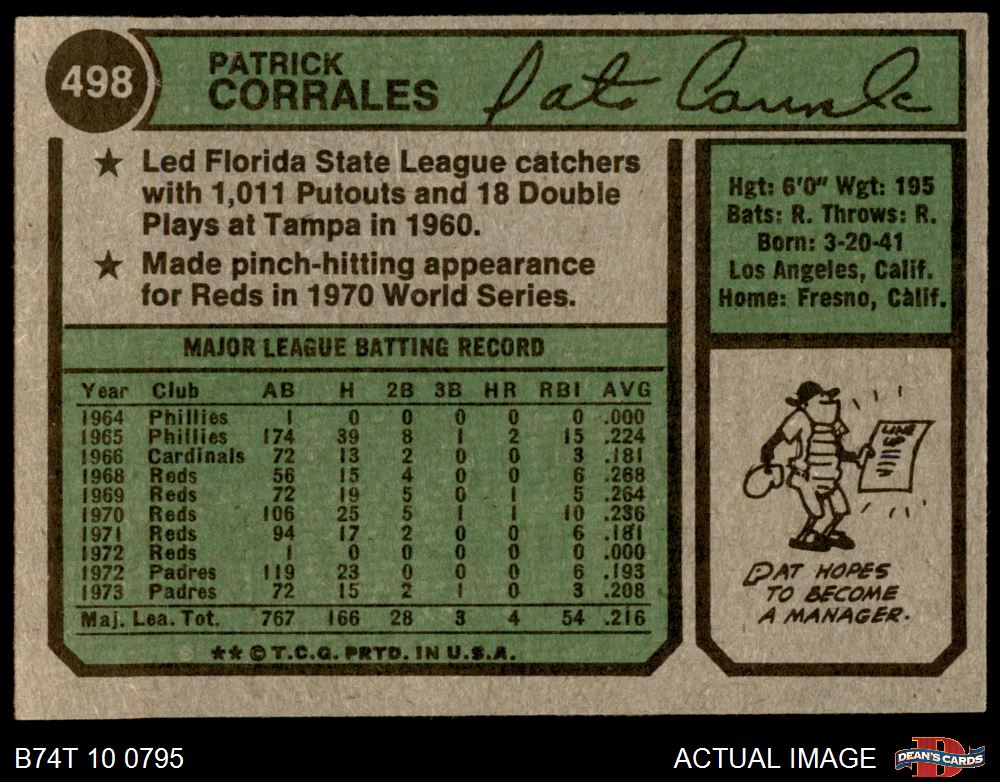 498
PATRICK
CORRALES
Pat Corrales
★ Led Florida State League catchers
with 1,011 Putouts and 18 Double
Plays at Tampa in 1960.
★ Made pinch-hitting appearance
for Reds in 1970 World Series.
Hgt: 6'0" Wgt: 195
Bats: R. Throws: R.
Born: 3-20-41
Los Angeles, Calif.
Home: Fresno, Calif.
MAJOR LEAGUE BATTING RECORD
Year Club AB H 2B 3B HR RBI AVG
1964 Phillies 1 0 0 0 0 0 .000
1965 Phillies 174 39 8 1 2 15 .224
1966 Cardinals 72 13 2 0 0 3 .181
1968 Reds 56 15 4 0 0 6 .268
1969 Reds 72 19 5 0 1 5 .264
1970 Reds 106 25 5 1 1 10 .236
1971 Reds 94 17 2 0 0 6 .181
1972 Reds 1 0 0 0 0 0 .000
1972 Padres 119 23 0 0 0 6 .193
1973 Padres 72 15 2 1 0 3 .208
Maj. Lea. Tot. 767 166 28 3 4 54 .216
★★ © T.C.G. PRTD. IN U.S.A.
LINE
UP
PAT HOPES
TO BECOME
A MANAGER.
B74T 10 0795
ACTUAL IMAGE
D
DEAN'S CARDS